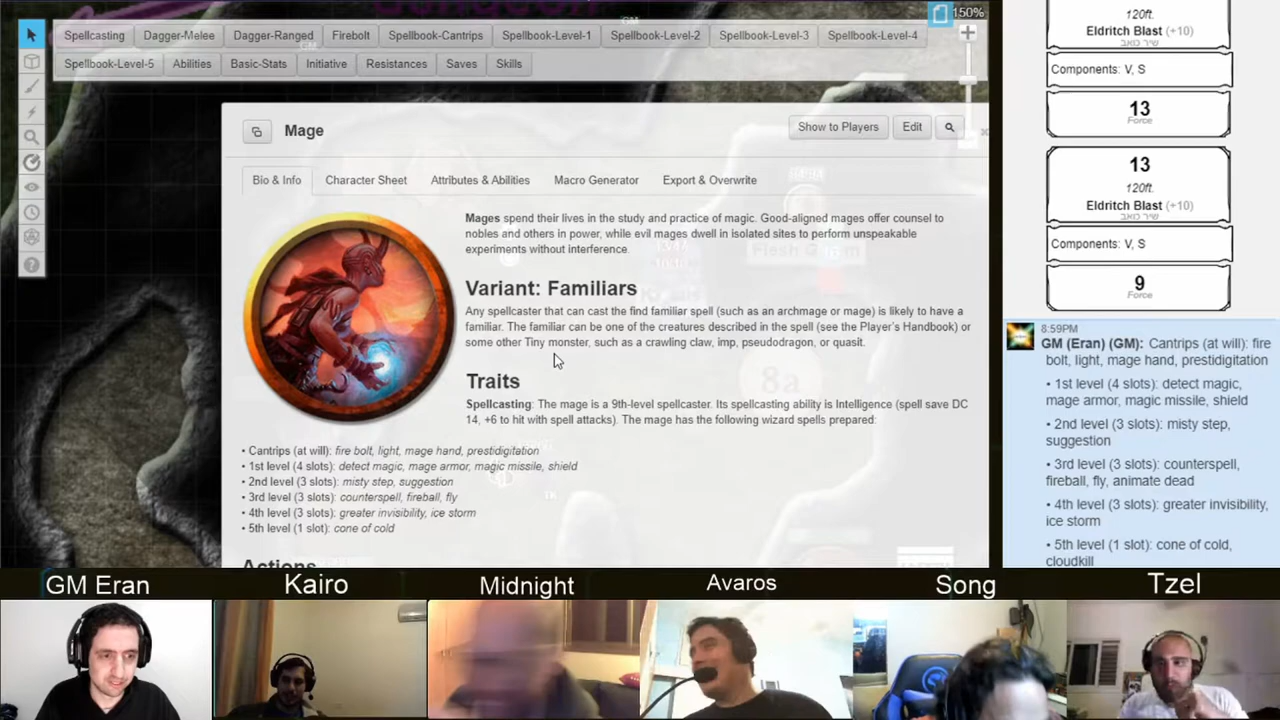 GM
150%
Spellcasting Dagger-Melee Dagger-Ranged Firebolt Spellbook-Cantrips Spellbook-Level-1 Spellbook-Level-2 Spellbook-Level-3 Spellbook-Level-4
GM
Spellbook-Level-5 Abilities Basic-Stats Initiative Resistances Saves Skills
Mage
Show to Players Edit
Bio & Info Character Sheet Attributes & Abilities Macro Generator Export & Overwrite
Mages spend their lives in the study and practice of magic. Good-aligned mages offer counsel to
nobles and others in power, while evil mages dwell in isolated sites to perform unspeakable
experiments without interference.
Variant: Familiars
Any spellcaster that can cast the find familiar spell (such as an archmage or mage) is likely to have a
familiar. The familiar can be one of the creatures described in the spell (see the Player's Handbook) or
some other Tiny monster, such as a crawling claw, imp, pseudodragon, or quasit.
8a
Traits
Spellcasting: The mage is a 9th-level spellcaster. Its spellcasting ability is Intelligence (spell save DC
14, +6 to hit with spell attacks). The mage has the following wizard spells prepared:
• Cantrips (at will): fire bolt, light, mage hand, prestidigitation
• 1st level (4 slots): detect magic, mage armor, magic missile, shield
• 2nd level (3 slots): misty step, suggestion
• 3rd level (3 slots): counterspell, fireball, fly
• 4th level (3 slots): greater invisibility, ice storm
• 5th level (1 slot): cone of cold
Actions
120ft.
Eldritch Blast (+10)
שיר כואב
Components: V, S
13
Force
13
120ft.
Eldritch Blast (+10)
שיר כואב
Components: V, S
9
Force
8:59PM
GM (Eran) (GM): Cantrips (at will): fire
bolt, light, mage hand, prestidigitation
• 1st level (4 slots): detect magic,
mage armor, magic missile, shield
• 2nd level (3 slots): misty step,
suggestion
• 3rd level (3 slots): counterspell,
fireball, fly, animate dead
• 4th level (3 slots): greater invisibility,
ice storm
• 5th level (1 slot): cone of cold,
cloudkill
GM Eran Kairo Midnight Avaros Song Tzel